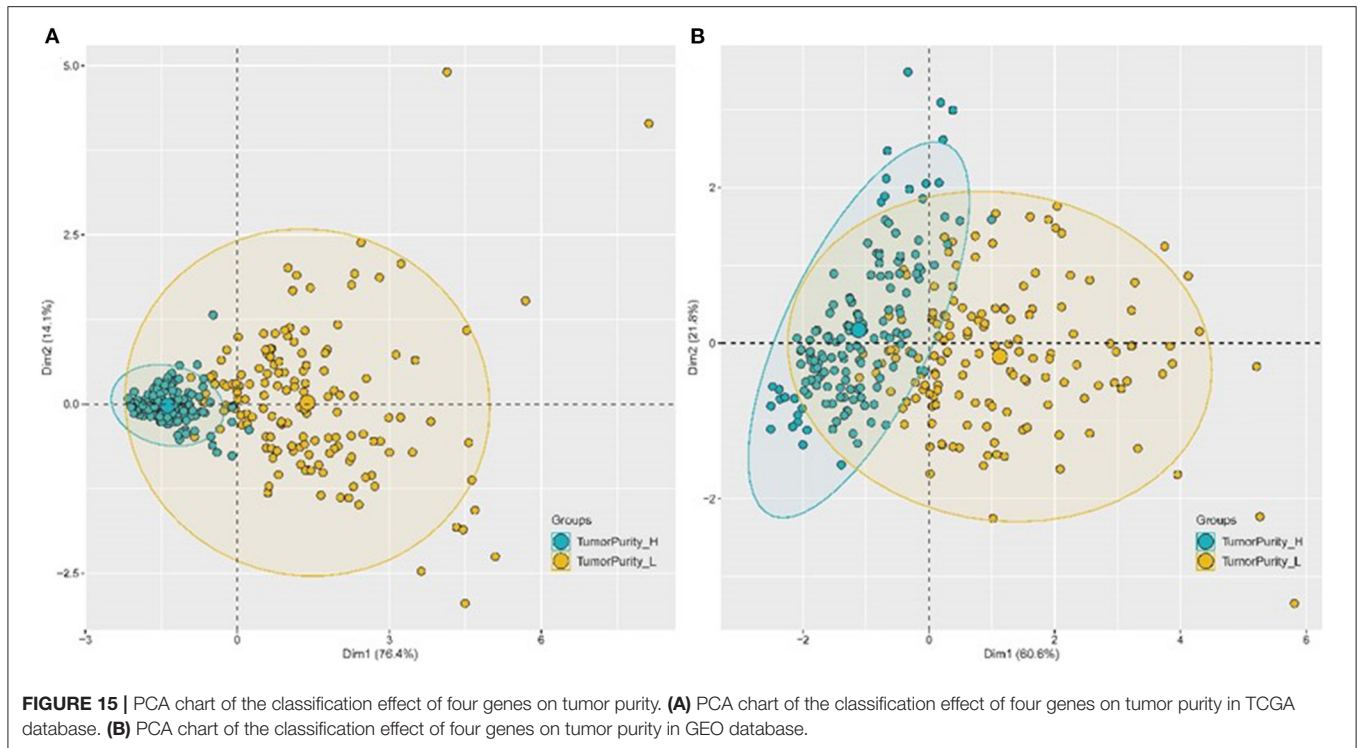 A
5.0
2.5
0.0
−2.5
Dim2 (14.1%)
−3
0
3
6
Dim1 (76.4%)
Groups
TumorPurity_H
TumorPurity_L
B
2
0
−2
Dim2 (21.8%)
−2
0
2
4
6
Dim1 (60.6%)
Groups
TumorPurity_H
TumorPurity_L
FIGURE 15 | PCA chart of the classification effect of four genes on tumor purity. (A) PCA chart of the classification effect of four genes on tumor purity in TCGA
database. (B) PCA chart of the classification effect of four genes on tumor purity in GEO database.